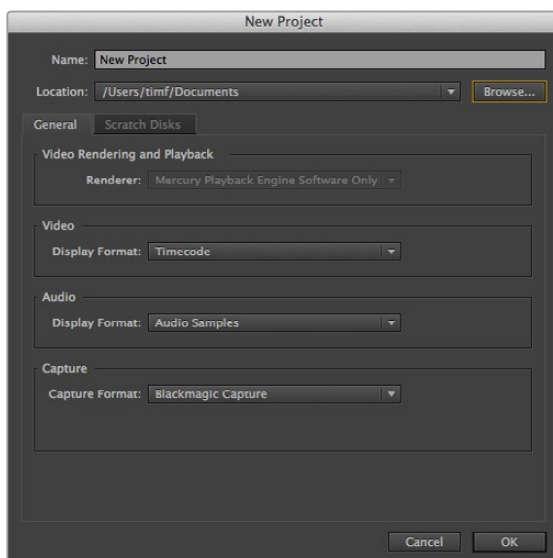 New Project
Name: New Project
Location: /Users/timf/Documents Browse...
General Scratch Disks
Video Rendering and Playback
Renderer: Mercury Playback Engine Software Only
Video
Display Format: Timecode
Audio
Display Format: Audio Samples
Capture
Capture Format: Blackmagic Capture
Cancel OK